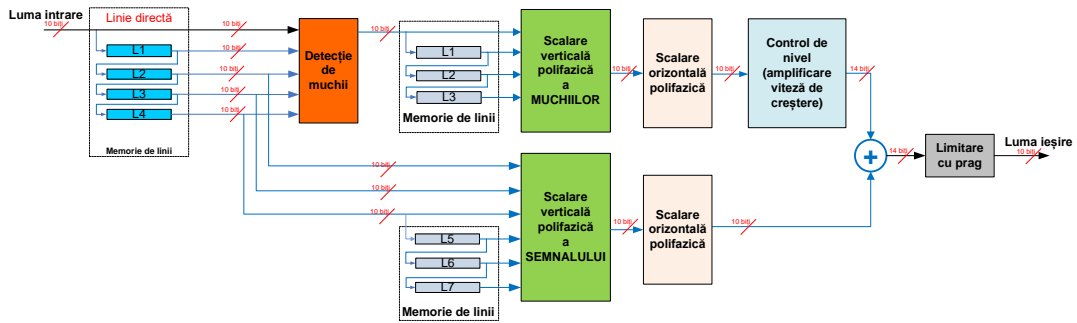 Luma intrare
10 biți
Linie directă
10 biți
L1
10 biți
L2
10 biți
L3
10 biți
L4
10 biți
Memorie de linii
Detecție
de
muchii
10 biți
L1
L2
L3
Memorie de linii
Scalare
verticală
polifazică
a
MUCHIILOR
10 biți
Scalare
orizontală
polifazică
10 biți
Control de
nivel
(amplificare
viteză de
creștere)
14 biți
+
14 biți
Limitare
cu prag
Luma ieșire
10 biți
10 biți
10 biți
10 biți
L5
L6
L7
Memorie de linii
Scalare
verticală
polifazică
a
SEMNALULUI
10 biți
Scalare
orizontală
polifazică
10 biți